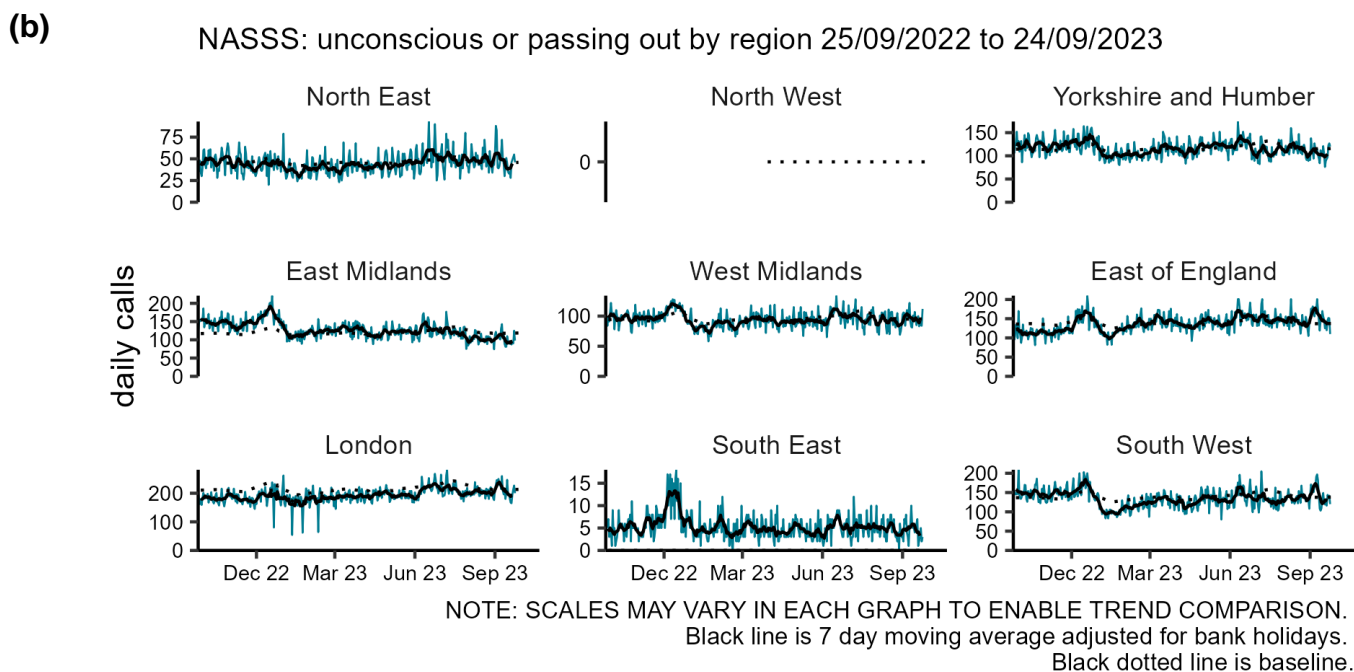 (b)
NASSS: unconscious or passing out by region 25/09/2022 to 24/09/2023
daily calls
North East
75
50
25
0
North West
0
Yorkshire and Humber
150
100
50
0
East Midlands
200
150
100
50
0
West Midlands
100
50
0
East of England
200
150
100
50
0
London
200
100
0
Dec 22 Mar 23 Jun 23 Sep 23
South East
15
10
5
0
Dec 22 Mar 23 Jun 23 Sep 23
South West
200
150
100
50
0
Dec 22 Mar 23 Jun 23 Sep 23
NOTE: SCALES MAY VARY IN EACH GRAPH TO ENABLE TREND COMPARISON.
Black line is 7 day moving average adjusted for bank holidays.
Black dotted line is baseline.